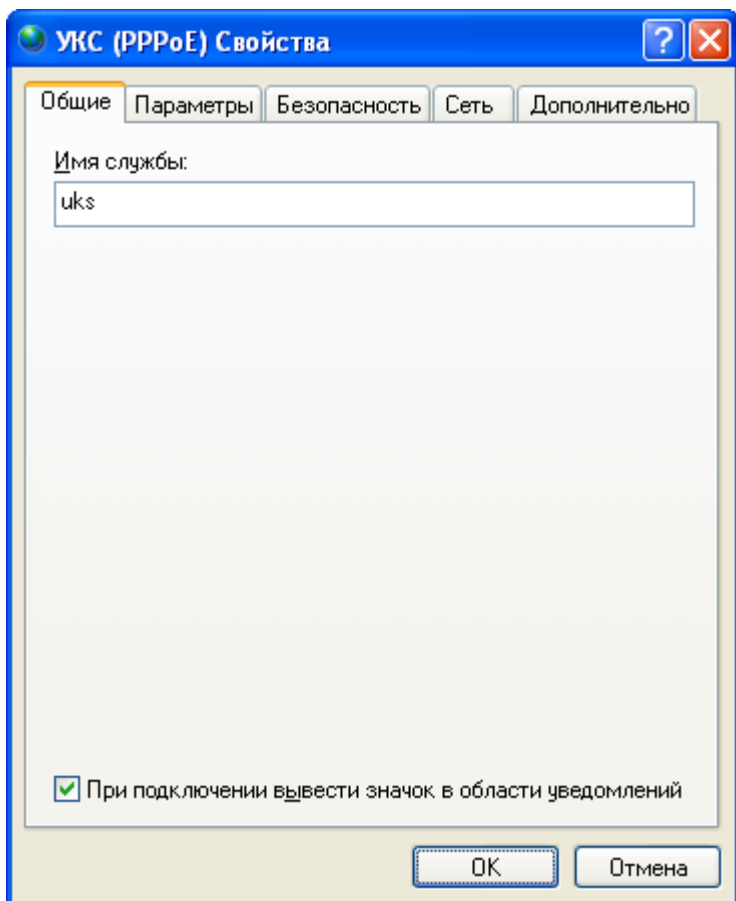 УКС (PPPoE) Свойства
Общие Параметры Безопасность Сеть Дополнительно
Имя службы:
uks
При подключении вывести значок в области уведомлений
OK Отмена